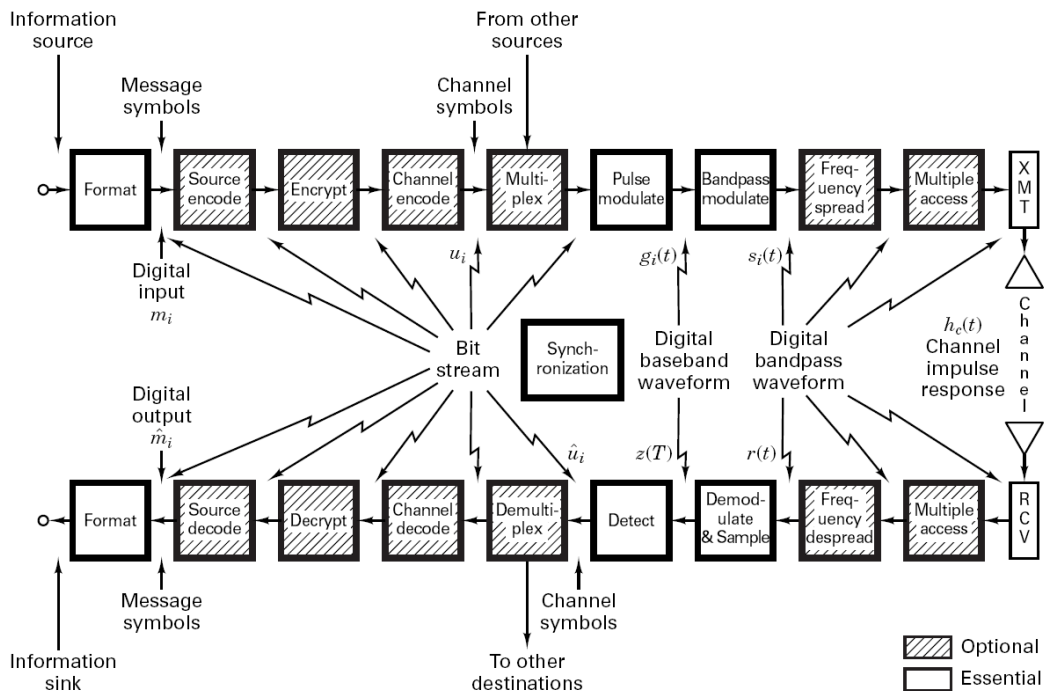 Information
source
From other
sources
Message
symbols
Channel
symbols
Format
Source
encode
Encrypt
Channel
encode
Multi-
plex
Pulse
modulate
Bandpass
modulate
Freq-
uency
spread
Multiple
access
X
M
T
Digital
input
m_i
u_i
g_i(t)
s_i(t)
Bit
stream
Synch-
ronization
Digital
baseband
waveform
Digital
bandpass
waveform
h_c(t)
Channel
impulse
response
C
h
a
n
n
e
l
Digital
output
m̂_i
û_i
z(T)
r(t)
Format
Source
decode
Decrypt
Channel
decode
Demulti-
plex
Detect
Demod-
ulate
& Sample
Freq-
uency
despread
Multiple
access
R
C
V
Message
symbols
Channel
symbols
Information
sink
To other
destinations
Optional
Essential